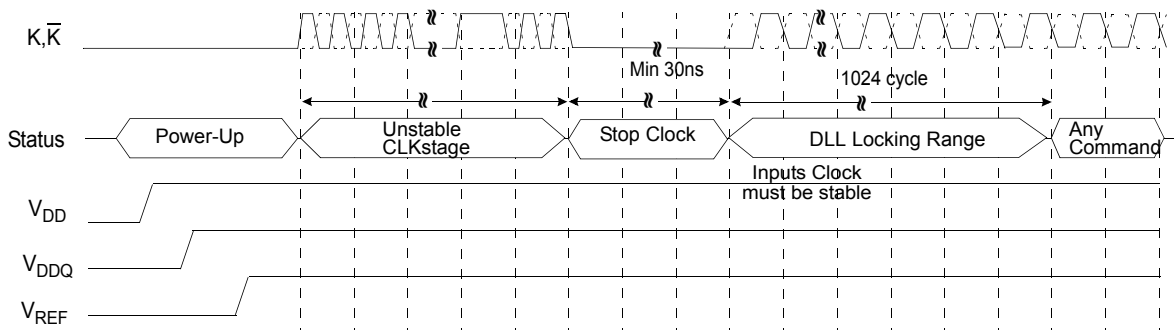 K,K̅
Min 30ns
1024 cycle
Status
Power-Up
Unstable
CLKstage
Stop Clock
DLL Locking Range
Any
Command
Inputs Clock
must be stable
VDD
VDDQ
VREF